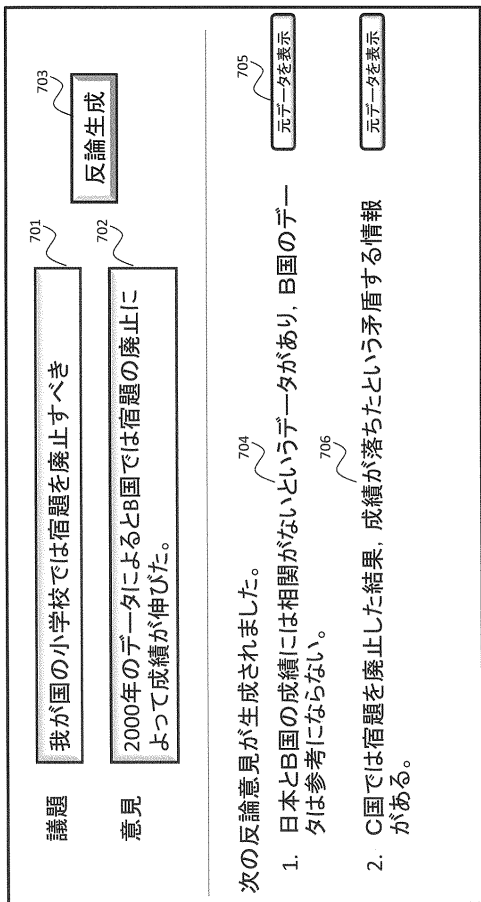 議題
我が国の小学校では宿題を廃止すべき
701
意見
2000年のデータによるとB国では宿題の廃止に
よって成績が伸びた。
702
703
反論生成
次の反論意見が生成されました。
704
1. 日本とB国の成績には相関がないというデータがあり，B国のデー
タは参考にならない。
705
元データを表示
706
2. C国では宿題を廃止した結果，成績が落ちたという矛盾する情報
がある。
元データを表示